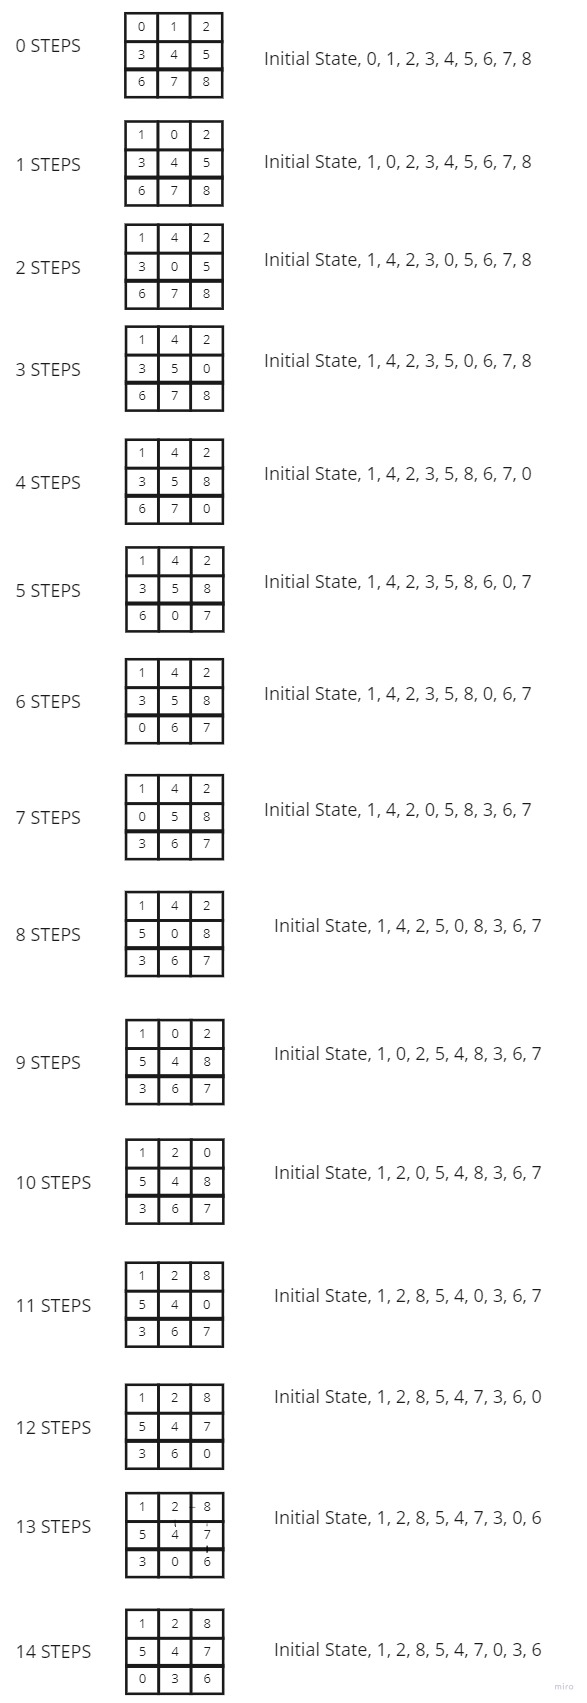 0 STEPS
0 1 2
3 4 5
6 7 8
Initial State, 0, 1, 2, 3, 4, 5, 6, 7, 8
1 STEPS
1 0 2
3 4 5
6 7 8
Initial State, 1, 0, 2, 3, 4, 5, 6, 7, 8
2 STEPS
1 4 2
3 0 5
6 7 8
Initial State, 1, 4, 2, 3, 0, 5, 6, 7, 8
3 STEPS
1 4 2
3 5 0
6 7 8
Initial State, 1, 4, 2, 3, 5, 0, 6, 7, 8
4 STEPS
1 4 2
3 5 8
6 7 0
Initial State, 1, 4, 2, 3, 5, 8, 6, 7, 0
5 STEPS
1 4 2
3 5 8
6 0 7
Initial State, 1, 4, 2, 3, 5, 8, 6, 0, 7
6 STEPS
1 4 2
3 5 8
0 6 7
Initial State, 1, 4, 2, 3, 5, 8, 0, 6, 7
7 STEPS
1 4 2
0 5 8
3 6 7
Initial State, 1, 4, 2, 0, 5, 8, 3, 6, 7
8 STEPS
1 4 2
5 0 8
3 6 7
Initial State, 1, 4, 2, 5, 0, 8, 3, 6, 7
9 STEPS
1 0 2
5 4 8
3 6 7
Initial State, 1, 0, 2, 5, 4, 8, 3, 6, 7
10 STEPS
1 2 0
5 4 8
3 6 7
Initial State, 1, 2, 0, 5, 4, 8, 3, 6, 7
11 STEPS
1 2 8
5 4 0
3 6 7
Initial State, 1, 2, 8, 5, 4, 0, 3, 6, 7
12 STEPS
1 2 8
5 4 7
3 6 0
Initial State, 1, 2, 8, 5, 4, 7, 3, 6, 0
13 STEPS
1 2 8
5 4 7
3 0 6
Initial State, 1, 2, 8, 5, 4, 7, 3, 0, 6
14 STEPS
1 2 8
5 4 7
0 3 6
Initial State, 1, 2, 8, 5, 4, 7, 0, 3, 6
miro